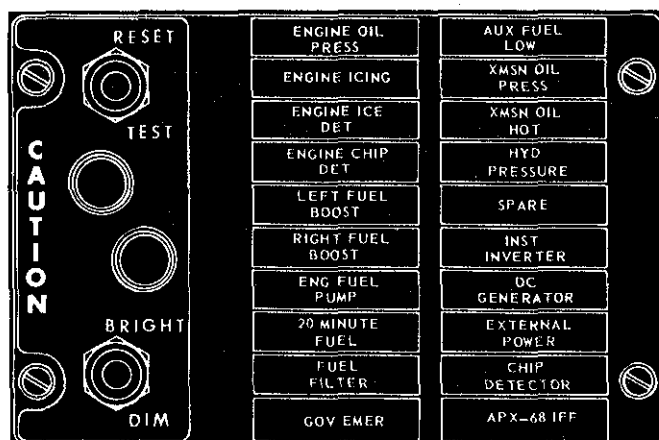 RESET
TEST
CAUTION
BRIGHT
DIM
ENGINE OIL
PRESS
ENGINE ICING
ENGINE ICE
DET
ENGINE CHIP
DET
LEFT FUEL
BOOST
RIGHT FUEL
BOOST
ENG FUEL
PUMP
20 MINUTE
FUEL
FUEL
FILTER
GOV EMER
AUX FUEL
LOW
XMSN OIL
PRESS
XMSN OIL
HOT
HYD
PRESSURE
SPARE
INST
INVERTER
DC
GENERATOR
EXTERNAL
POWER
CHIP
DETECTOR
APX-68 IFF